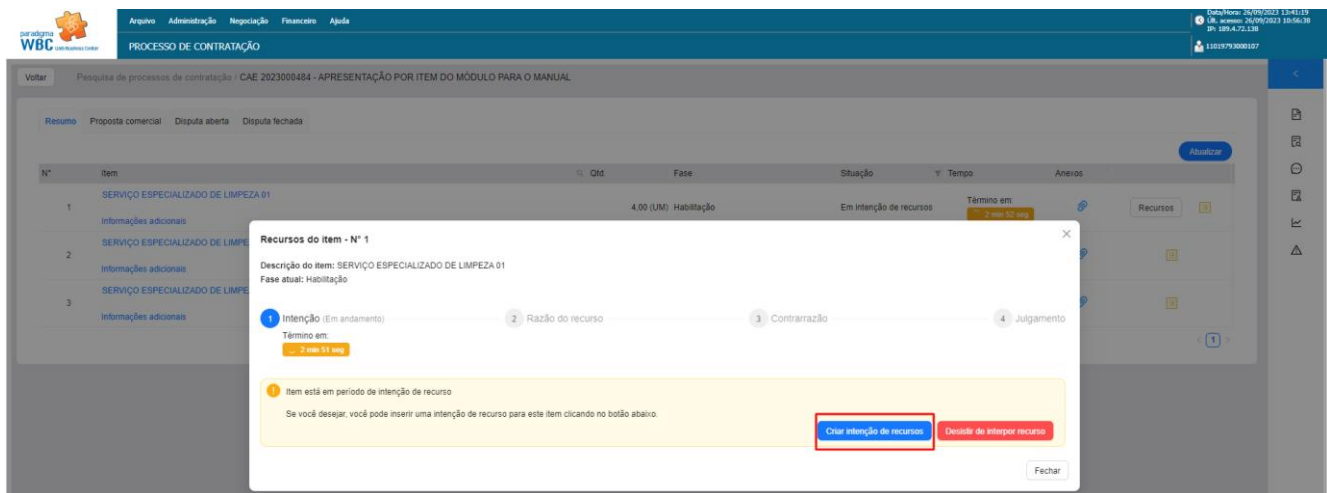 Arquivo Administração Negociação Financeiro Ajuda
Data/Hora: 26/09/2023 13:41:19
Últ. acesso: 26/09/2023 10:56:38
IP: 189.4.72.138
paradigma
WBC
PROCESSO DE CONTRATAÇÃO
11019793000107
Voltar Pesquisa de processos de contratação / CAE 2023000484 - APRESENTAÇÃO POR ITEM DO MÓDULO PARA O MANUAL
Resumo Proposta comercial Disputa aberta Disputa fechada
Atualizar
N° Item Qtd Fase Situação Tempo Anexos
1 SERVIÇO ESPECIALIZADO DE LIMPEZA 01 4,00 (UM) Habilitação Em intenção de recursos Término em: Recursos
Informações adicionais 2 min 52 seg
2 SERVIÇO ESPECIALIZADO DE LIMPE
Informações adicionais
3 SERVIÇO ESPECIALIZADO DE LIMPE
Informações adicionais
1
Recursos do item - N° 1
Descrição do item: SERVIÇO ESPECIALIZADO DE LIMPEZA 01
Fase atual: Habilitação
1 Intenção (Em andamento) 2 Razão do recurso 3 Contrarrazão 4 Julgamento
Término em:
2 min 51 seg
Item está em período de intenção de recurso
Se você desejar, você pode inserir uma intenção de recurso para este item clicando no botão abaixo.
Criar intenção de recursos Desistir de interpor recurso
Fechar